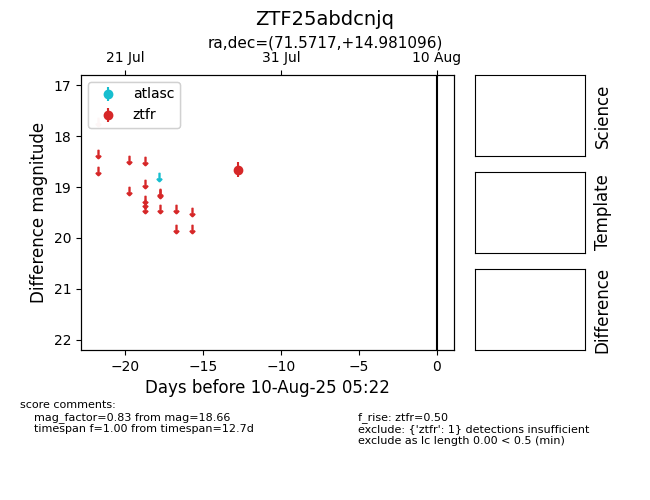 ZTF25abdcnjq
ra,dec=(71.5717,+14.981096)
21 Jul
31 Jul
10 Aug
17
18
19
20
21
22
Difference magnitude
atlasc
ztfr
−20
−15
−10
−5
0
Days before 10-Aug-25 05:22
Science
Template
Difference
score comments:
mag_factor=0.83 from mag=18.66
timespan f=1.00 from timespan=12.7d
f_rise: ztfr=0.50
exclude: {'ztfr': 1} detections insufficient
exclude as lc length 0.00 < 0.5 (min)